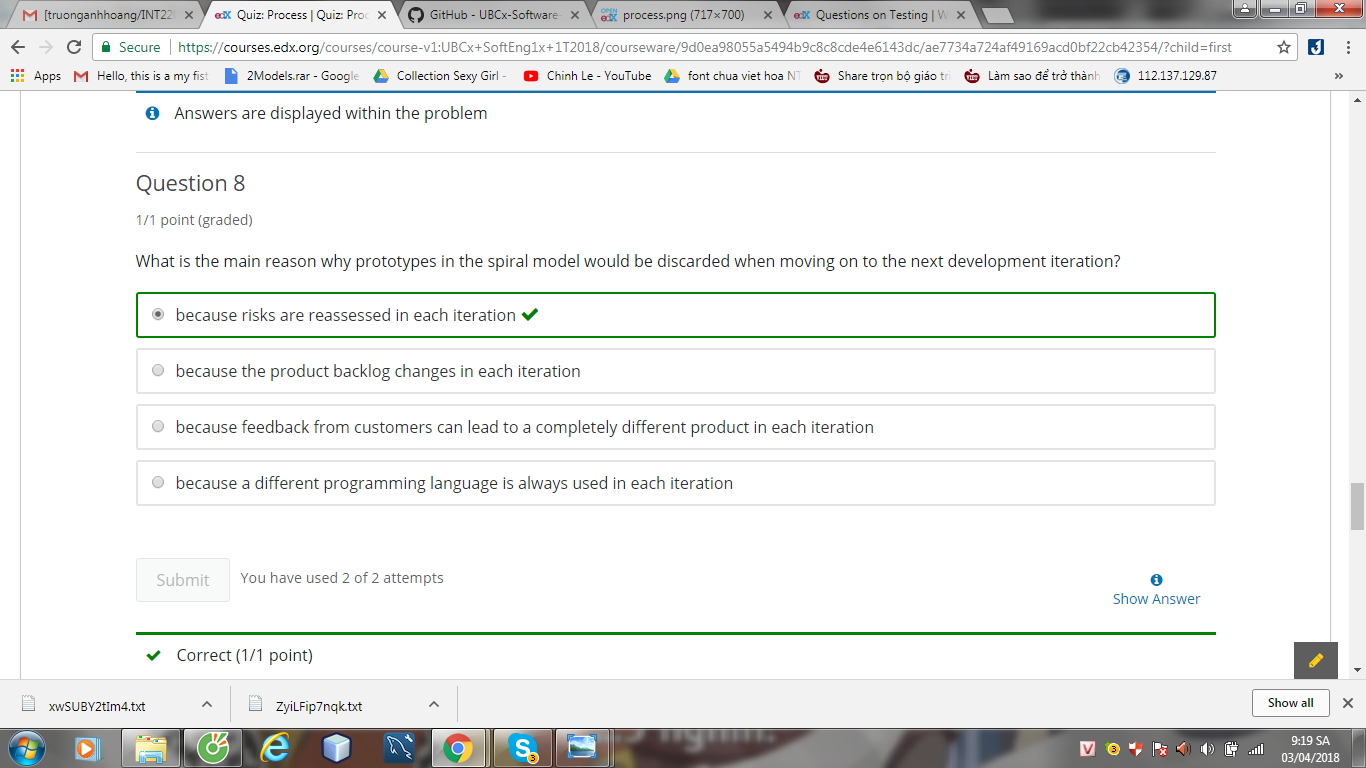 [truonganhhoang/INT22
Quiz: Process | Quiz: Proc
GitHub - UBCx-Software-
process.png (717×700)
Questions on Testing | W
Secure
https://courses.edx.org/courses/course-v1:UBCx+SoftEng1x+1T2018/courseware/9d0ea98055a5494b9c8c8cde4e6143dc/ae7734a724af49169acd0bf22cb42354/?child=first
Apps
Hello, this is a my fist
2Models.rar - Google
Collection Sexy Girl -
Chinh Le - YouTube
font chua viet hoa NT
Share trọn bộ giáo tri
Làm sao để trở thành
112.137.129.87
»
Answers are displayed within the problem
Question 8
1/1 point (graded)
What is the main reason why prototypes in the spiral model would be discarded when moving on to the next development iteration?
because risks are reassessed in each iteration
because the product backlog changes in each iteration
because feedback from customers can lead to a completely different product in each iteration
because a different programming language is always used in each iteration
Submit
You have used 2 of 2 attempts
Show Answer
Correct (1/1 point)
xwSUBY2tIm4.txt
ZyiLFip7nqk.txt
Show all
9:19 SA
03/04/2018